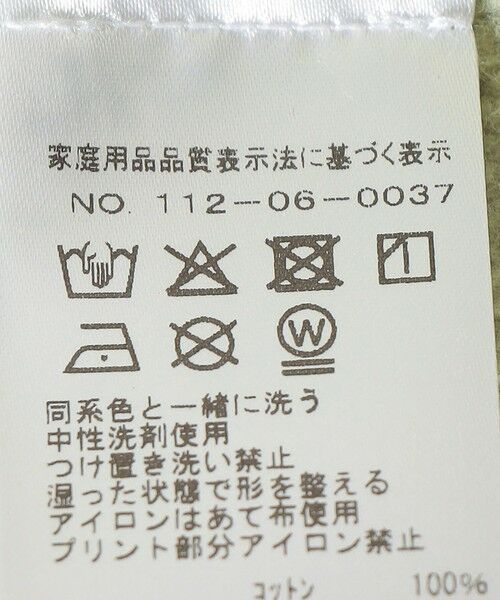 家庭用品品質表示法に基づく表示
NO. 112-06-0037
W
同系色と一緒に洗う
中性洗剤使用
つけ置き洗い禁止
湿った状態で形を整える
アイロンはあて布使用
プリント部分アイロン禁止
コットン 100%